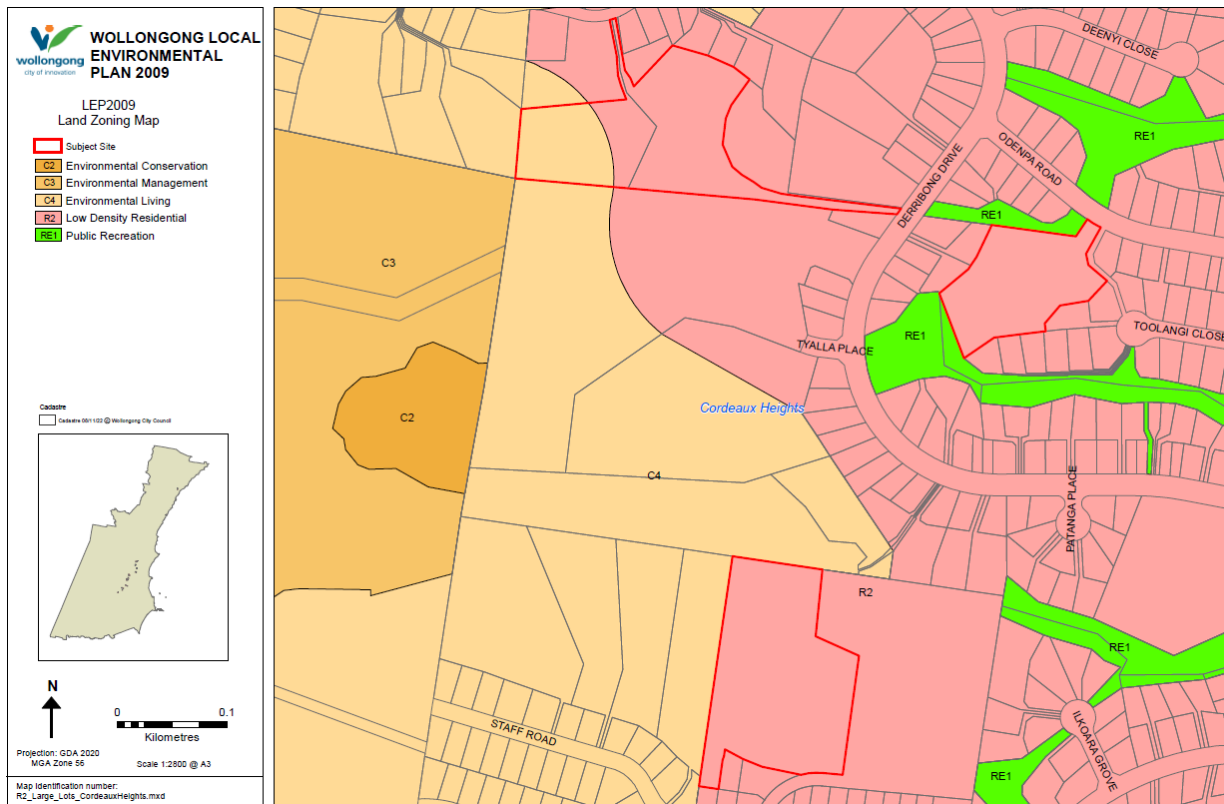 wollongong
city of innovation
WOLLONGONG LOCAL
ENVIRONMENTAL
PLAN 2009
LEP2009
Land Zoning Map
Subject Site
C2 Environmental Conservation
C3 Environmental Management
C4 Environmental Living
R2 Low Density Residential
RE1 Public Recreation
Cadastre
Cadastre 08/11/22 @ Wollongong City Council
N
0 0.1
Kilometres
Projection: GDA 2020
MGA Zone 56
Scale 1:2800 @ A3
Map Identification number:
R2_Large_Lots_CordeauxHeights.mxd
DEENYI CLOSE
RE1
ODENPA ROAD
DERRIBONG DRIVE
RE1
C3
RE1
TOOLANGI CLOSE
TYALLA PLACE
Cordeaux Heights
C2
C4
PATANGA PLACE
R2
RE1
STAFF ROAD
ILKOARA GROVE
RE1